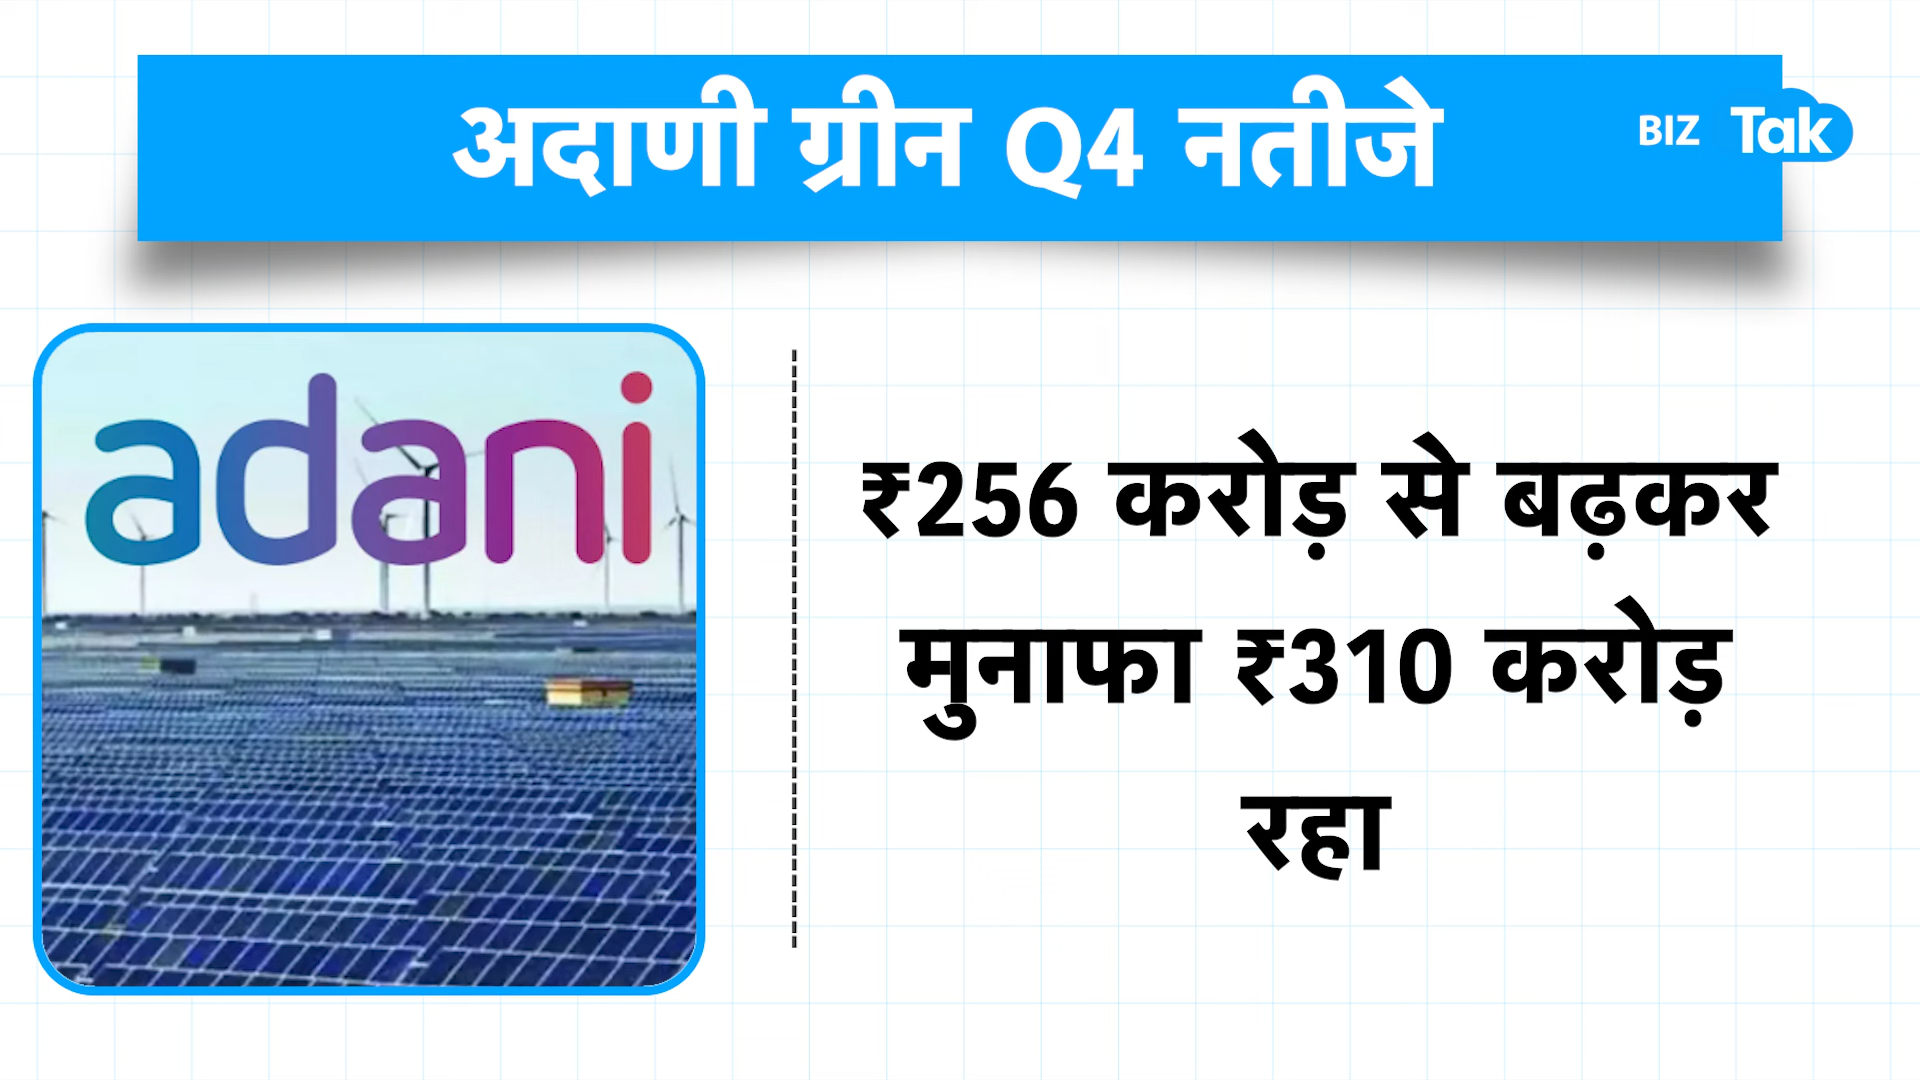 अदाणी ग्रीन Q4 नतीजे
BIZ Tak
adani
₹256 करोड़ से बढ़कर
मुनाफा ₹310 करोड़
रहा